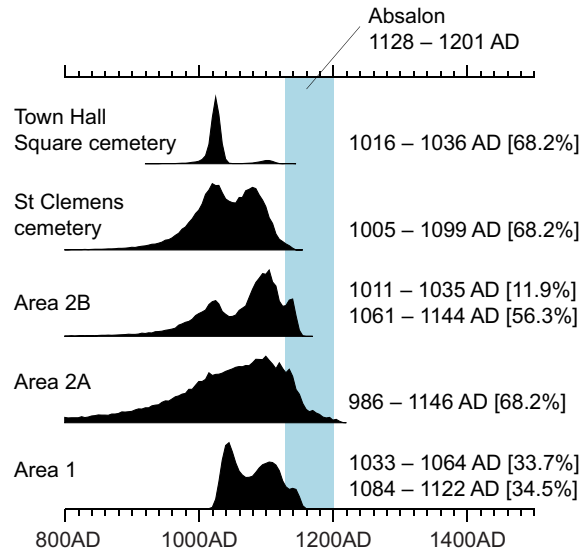 Absalon
1128 – 1201 AD
Town Hall
Square cemetery
1016 – 1036 AD [68.2%]
St Clemens
cemetery
1005 – 1099 AD [68.2%]
Area 2B
1011 – 1035 AD [11.9%]
1061 – 1144 AD [56.3%]
Area 2A
986 – 1146 AD [68.2%]
Area 1
1033 – 1064 AD [33.7%]
1084 – 1122 AD [34.5%]
800AD 1000AD 1200AD 1400AD